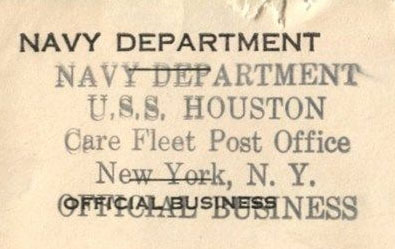 NAVY DEPARTMENT
NAVY DEPARTMENT
U.S.S. HOUSTON
Care Fleet Post Office
New York, N. Y.
OFFICIAL BUSINESS
OFFICIAL BUSINESS